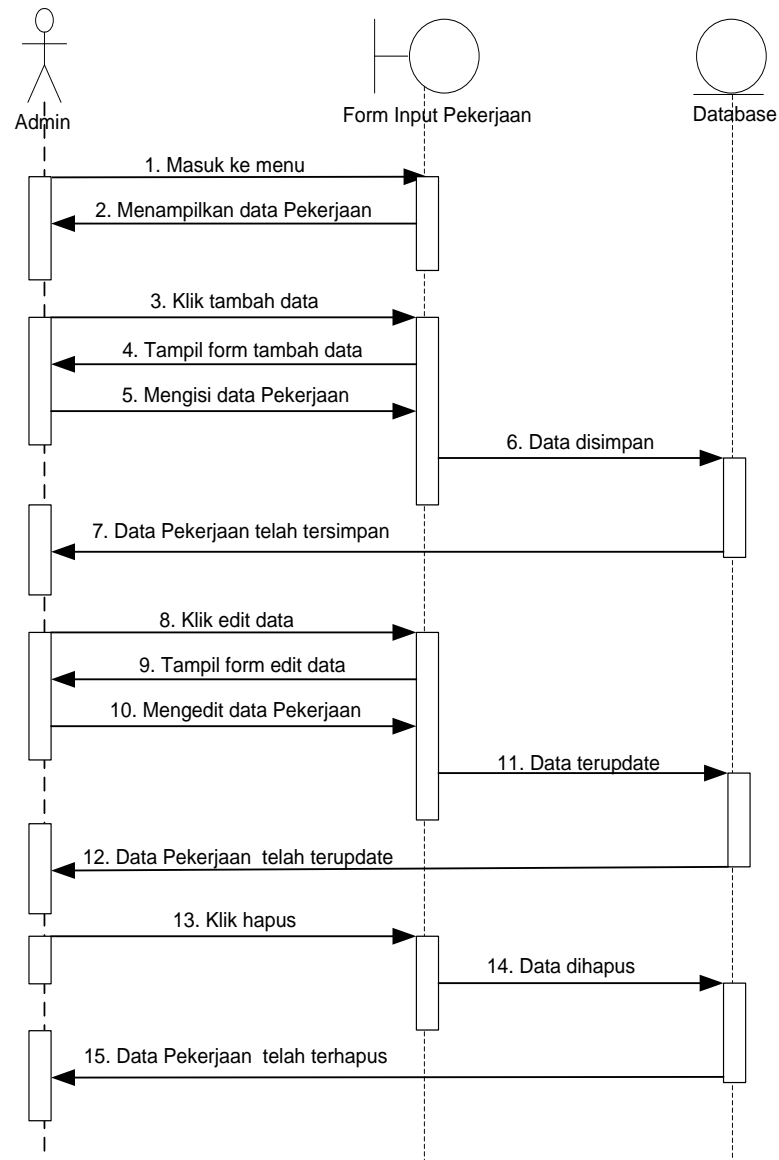 Admin
Form Input Pekerjaan
Database
1. Masuk ke menu
2. Menampilkan data Pekerjaan
3. Klik tambah data
4. Tampil form tambah data
5. Mengisi data Pekerjaan
6. Data disimpan
7. Data Pekerjaan telah tersimpan
8. Klik edit data
9. Tampil form edit data
10. Mengedit data Pekerjaan
11. Data terupdate
12. Data Pekerjaan  telah terupdate
13. Klik hapus
14. Data dihapus
15. Data Pekerjaan  telah terhapus